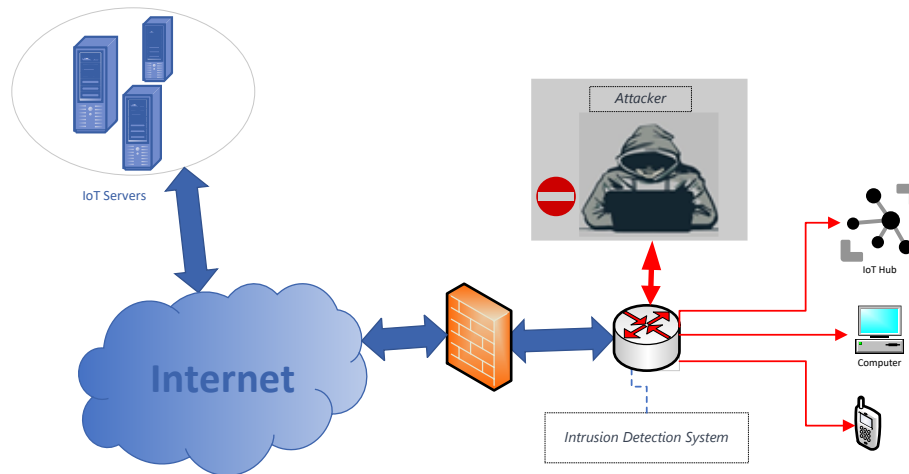 Attacker
IoT Servers
IoT Hub
Internet
Computer
Intrusion Detection System